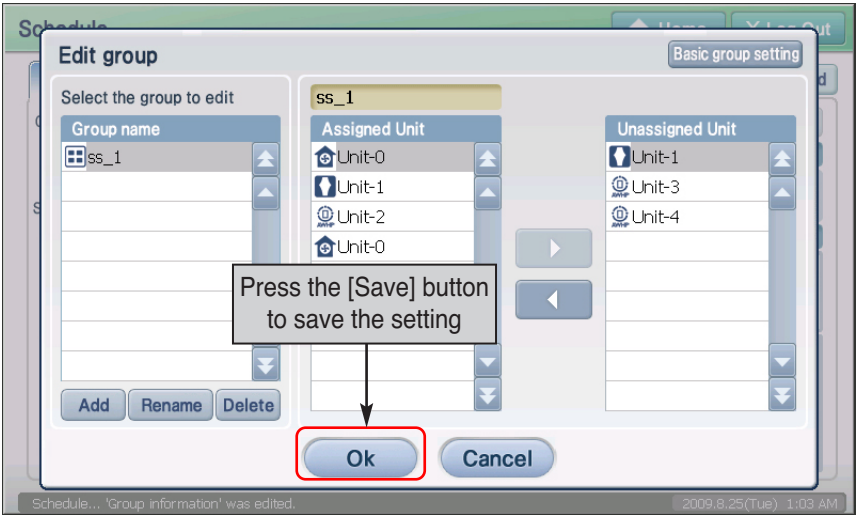 Schedule
Home
X Log Out
Edit group
Basic group setting
Select the group to edit
ss_1
Group name
Assigned Unit
Unassigned Unit
ss_1
Unit-0
Unit-1
Unit-1
Unit-3
Unit-2
Unit-4
Unit-0
Press the [Save] button
to save the setting
Add
Rename
Delete
Ok
Cancel
Schedule... 'Group information' was edited.
2009.8.25(Tue) 1:03 AM